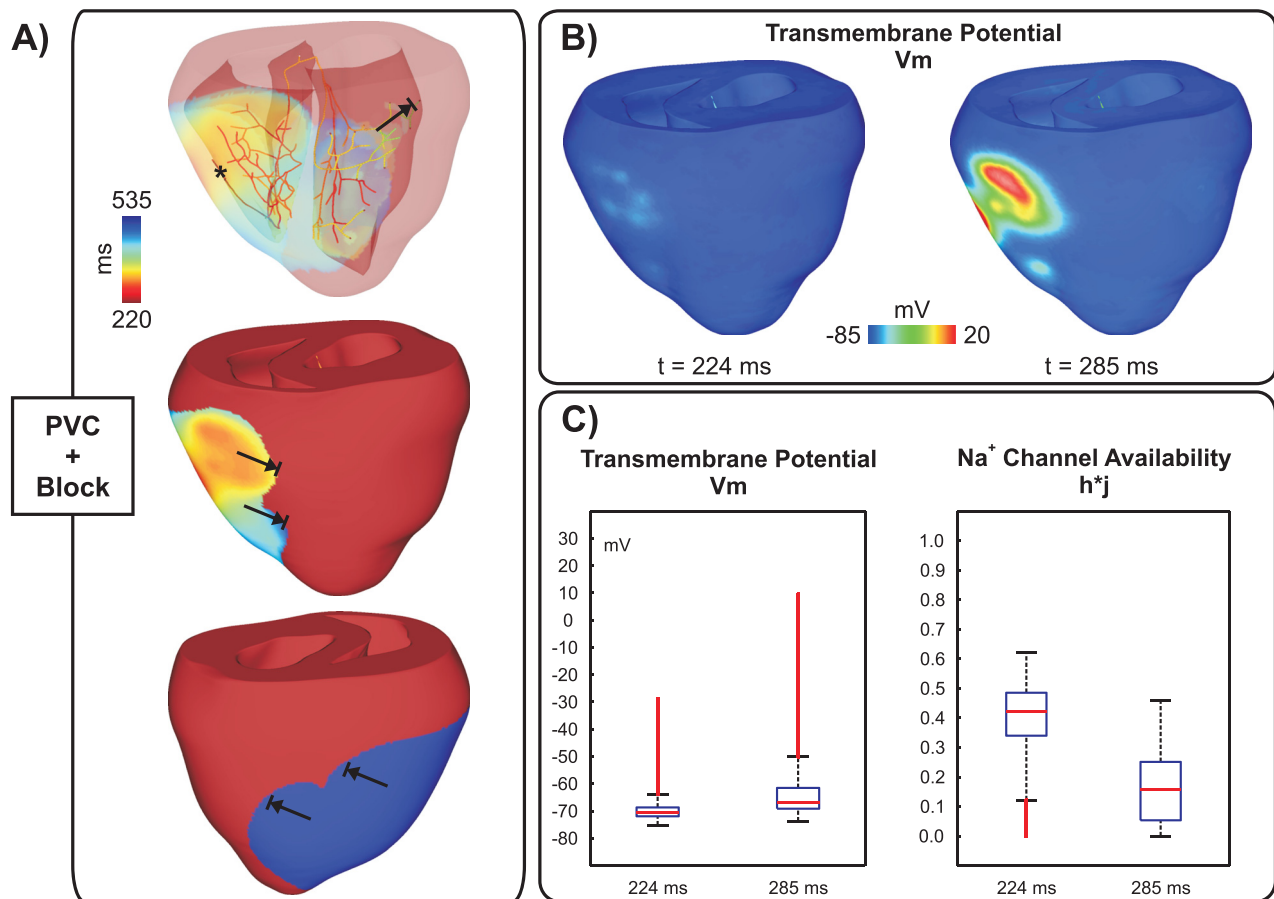 A)
*
535
ms
220
PVC
+
Block
B)
Transmembrane Potential
Vm
mV
-85
20
t = 224 ms
t = 285 ms
C)
Transmembrane Potential
Vm
mV
30
20
10
0
-10
-20
-30
-40
-50
-60
-70
-80
224 ms
285 ms
Na⁺ Channel Availability
h*j
1.0
0.9
0.8
0.7
0.6
0.5
0.4
0.3
0.2
0.1
0.0
224 ms
285 ms